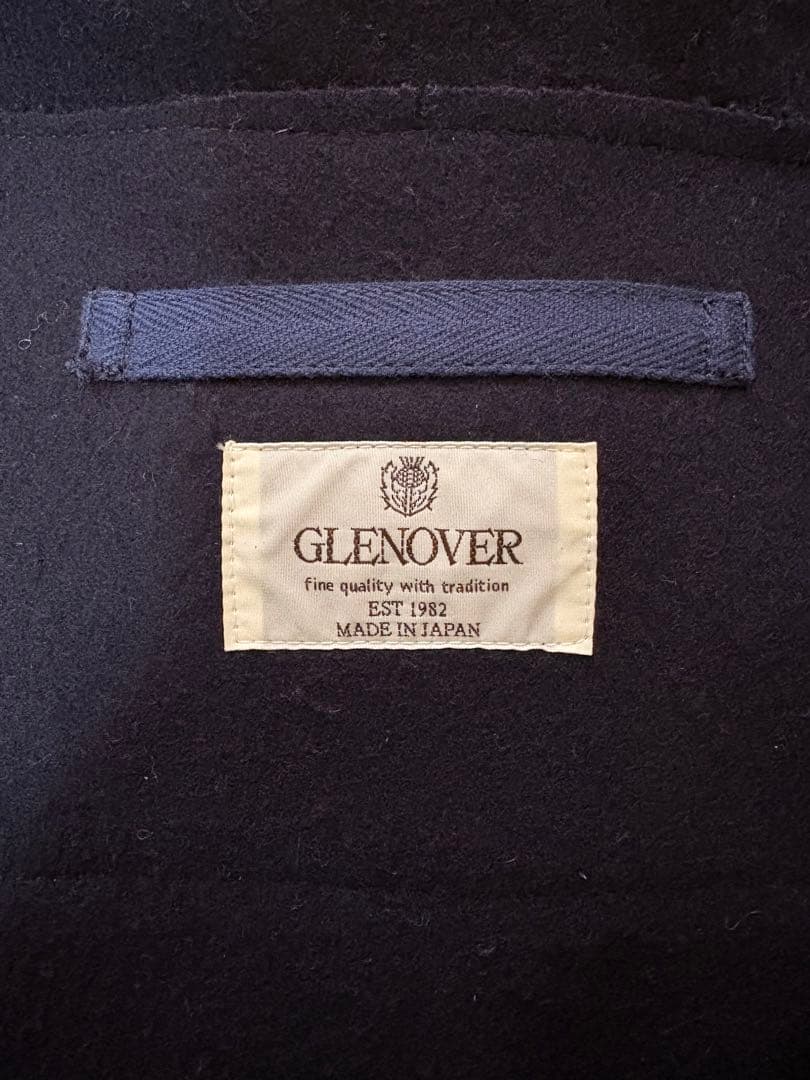 GLENOVER
fine quality with tradition
EST 1982
MADE IN JAPAN